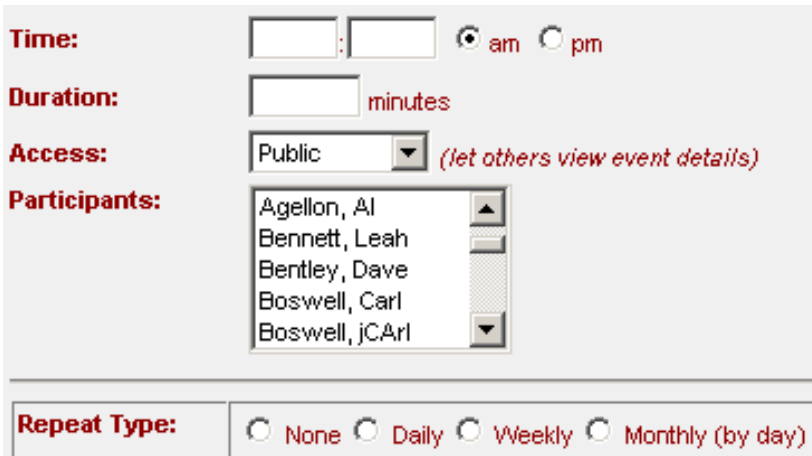 Time: : am pm
Duration: minutes
Access: Public (let others view event details)
Participants: Agellon, Al
Bennett, Leah
Bentley, Dave
Boswell, Carl
Boswell, jCArl
Repeat Type: None Daily Weekly Monthly (by day)